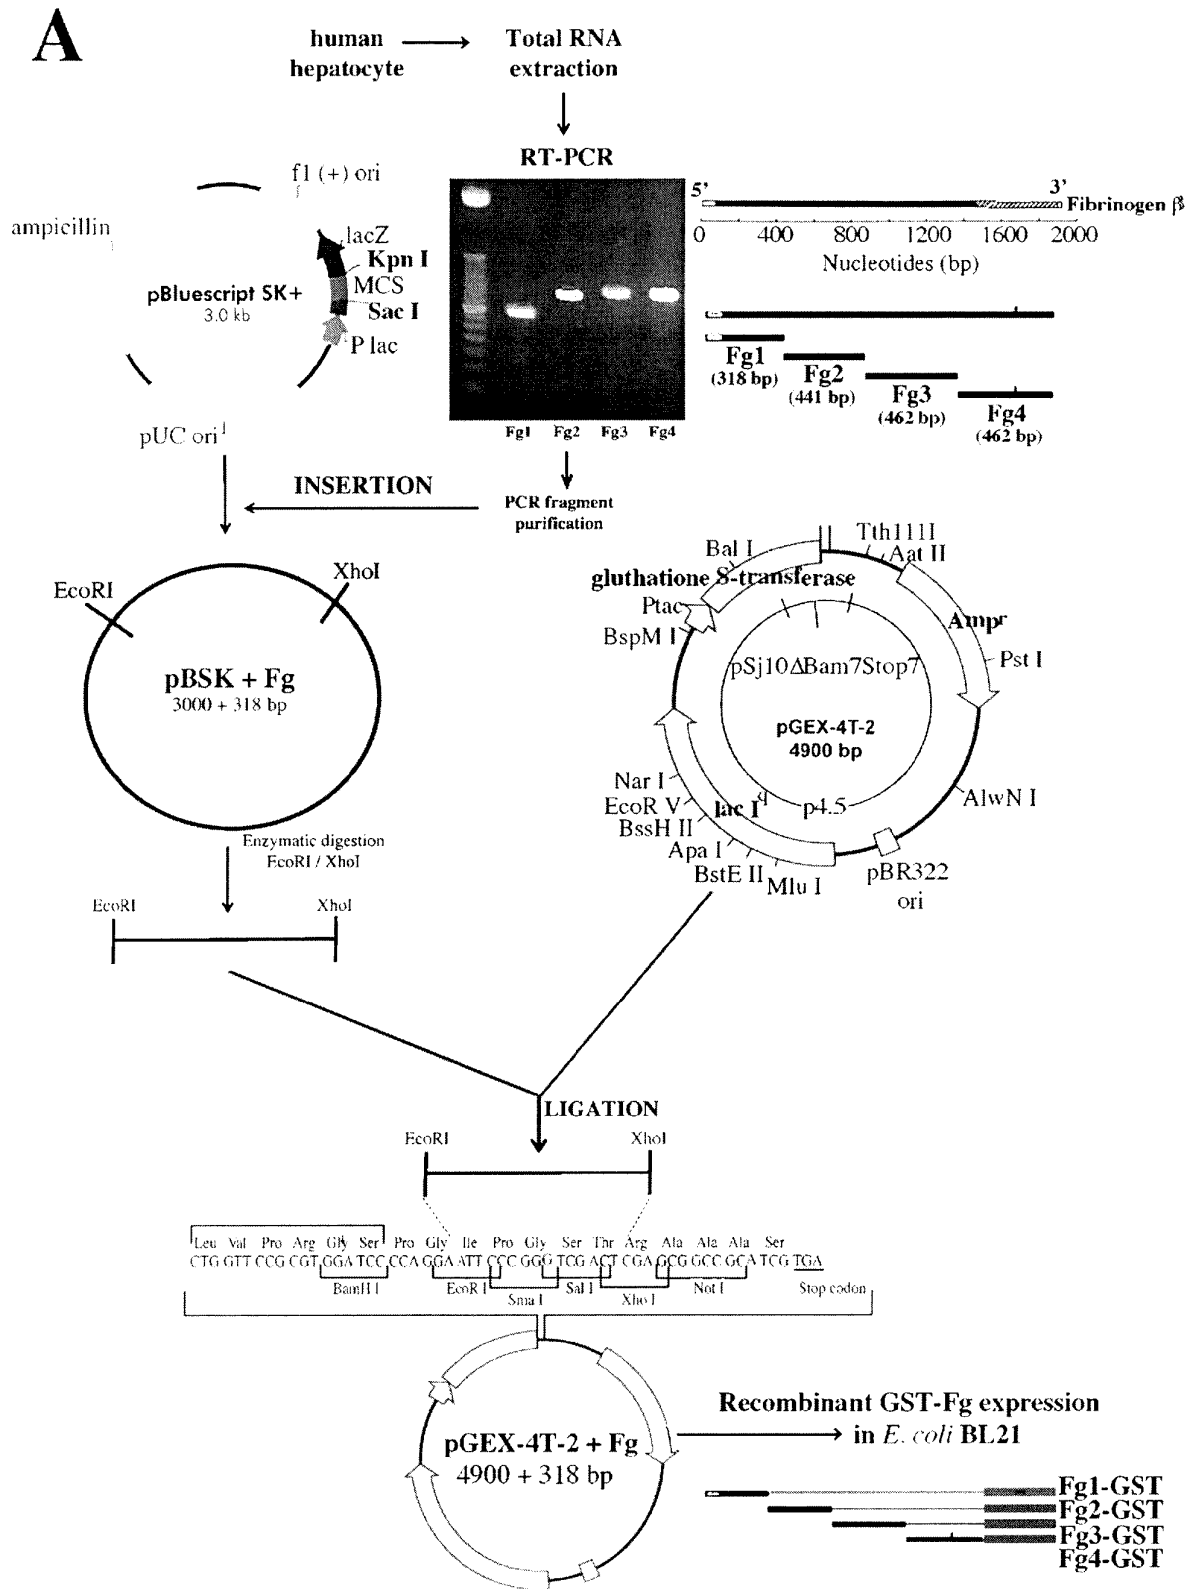 A
human
hepatocyte
Total RNA
extraction
RT-PCR
f1 (+) ori
ampicillin
lacZ
Kpn I
MCS
pBluescript SK+
3.0 kb
Sac I
P lac
pUC ori
5' 3'
Fibrinogen β
0 400 800 1200 1600 2000
Nucleotides (bp)
Fg1
(318 bp)
Fg2
(441 bp)
Fg3
(462 bp)
Fg4
(462 bp)
Fg1 Fg2 Fg3 Fg4
INSERTION
PCR fragment
purification
EcoRI
XhoI
pBSK + Fg
3000 + 318 bp
Bal I
Tth111I
Aat II
gluthatione S-transferase
Ptac
BspM I
Ampr
Pst I
pSj10ΔBam7Stop7
pGEX-4T-2
4900 bp
Nar I
EcoR V
BssH II
lac Iq
p4.5
AlwN I
Apa I
BstE II
Mlu I
pBR322
ori
Enzymatic digestion
EcoRI / XhoI
EcoRI XhoI
LIGATION
EcoRI XhoI
Leu Val Pro Arg Gly Ser Pro Gly Ile Pro Gly Ser Thr Arg Ala Ala Ala Ser
CTG GTT CCG CGT GGA TCC CCA GGA ATT CCC GGG TCG ACT CGA GCG GCC GCA TCG TGA
BamH I EcoR I Sma I Sal I Xho I Not I Stop codon
pGEX-4T-2 + Fg
4900 + 318 bp
Recombinant GST-Fg expression
in E. coli BL21
Fg1-GST
Fg2-GST
Fg3-GST
Fg4-GST